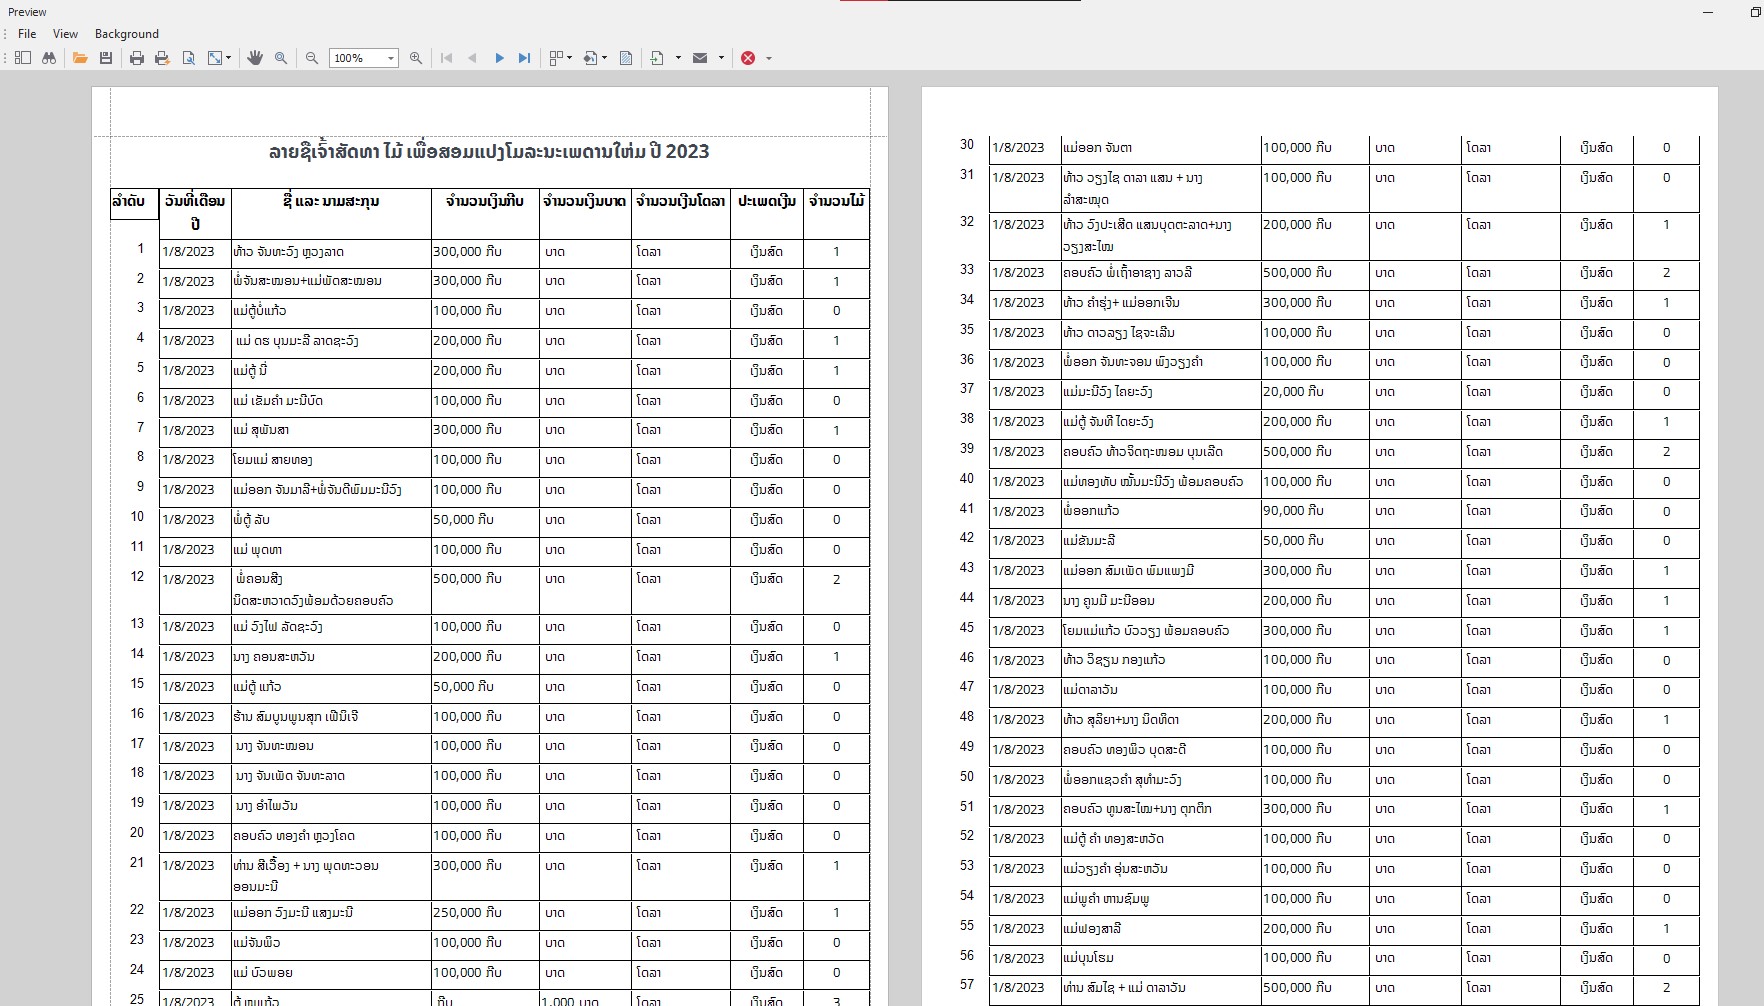 Preview
File View Background
100%
ລາຍຊື່ເຈົ້າສັດທາ ໄມ້ ເພື່ອສ້ອມແປງໂມລະນະເພດານໃຫ່ມ ປີ 2023
ລຳດັບ ວັນທີ່ເດືອນ ປີ ຊື່ ແລະ ນາມສະກຸນ ຈຳນວນເງິນກີບ ຈຳນວນເງິນບາດ ຈຳນວນເງິນໂດລາ ປະເພດເງິນ ຈຳນວນໄມ້
1 1/8/2023 ທ້າວ ຈັນທະວົງ ຫຼວງລາດ 300,000 ກີບ ບາດ ໂດລາ ເງິນສົດ 1
2 1/8/2023 ພໍ່ຈັນສະໝອນ+ແມ່ພັດສະໝອນ 300,000 ກີບ ບາດ ໂດລາ ເງິນສົດ 1
3 1/8/2023 ແມ່ຕູ້ບໍ່ແກ້ວ 100,000 ກີບ ບາດ ໂດລາ ເງິນສົດ 0
4 1/8/2023 ແມ່ ດຣ ບຸນມະລີ ລາດຊະວົງ 200,000 ກີບ ບາດ ໂດລາ ເງິນສົດ 1
5 1/8/2023 ແມ່ຕູ້ ນີ່ 200,000 ກີບ ບາດ ໂດລາ ເງິນສົດ 1
6 1/8/2023 ແມ່ ເຂັມຄຳ ມະນີບົດ 100,000 ກີບ ບາດ ໂດລາ ເງິນສົດ 0
7 1/8/2023 ແມ່ ສຸພັນສາ 300,000 ກີບ ບາດ ໂດລາ ເງິນສົດ 1
8 1/8/2023 ໂຍມແມ່ ສາຍທອງ 100,000 ກີບ ບາດ ໂດລາ ເງິນສົດ 0
9 1/8/2023 ແມ່ອອກ ຈັນມາລີ+ພໍ່ຈັນດີພົມມະນີວົງ 100,000 ກີບ ບາດ ໂດລາ ເງິນສົດ 0
10 1/8/2023 ພໍ່ຕູ້ ລັບ 50,000 ກີບ ບາດ ໂດລາ ເງິນສົດ 0
11 1/8/2023 ແມ່ ພຸດທາ 100,000 ກີບ ບາດ ໂດລາ ເງິນສົດ 0
12 1/8/2023 ພໍ່ຄອນສີງ 500,000 ກີບ ບາດ ໂດລາ ເງິນສົດ 2
ນິດສະຫວາດວົງພ້ອມດ້ວຍຄອບຄົວ
13 1/8/2023 ແມ່ ວົງໄຟ ລັດຊະວົງ 100,000 ກີບ ບາດ ໂດລາ ເງິນສົດ 0
14 1/8/2023 ນາງ ຄອນສະຫວັນ 200,000 ກີບ ບາດ ໂດລາ ເງິນສົດ 1
15 1/8/2023 ແມ່ຕູ້ ແກ້ວ 50,000 ກີບ ບາດ ໂດລາ ເງິນສົດ 0
16 1/8/2023 ຮ້ານ ສົມບູນພູນສຸກ ເຟີນິເຈີ 100,000 ກີບ ບາດ ໂດລາ ເງິນສົດ 0
17 1/8/2023 ນາງ ຈັນທະໝອນ 100,000 ກີບ ບາດ ໂດລາ ເງິນສົດ 0
18 1/8/2023 ນາງ ຈັນເພັດ ຈັນທະລາດ 100,000 ກີບ ບາດ ໂດລາ ເງິນສົດ 0
19 1/8/2023 ນາງ ອຳໄພວັນ 100,000 ກີບ ບາດ ໂດລາ ເງິນສົດ 0
20 1/8/2023 ຄອບຄົວ ທອງຄຳ ຫຼວງໂຄດ 100,000 ກີບ ບາດ ໂດລາ ເງິນສົດ 0
21 1/8/2023 ທ່ານ ສີເວື້ອງ + ນາງ ພຸດທະວອນ 300,000 ກີບ ບາດ ໂດລາ ເງິນສົດ 1
ອອນມະນີ
22 1/8/2023 ແມ່ອອກ ວົງມະນີ ແສງມະນີ 250,000 ກີບ ບາດ ໂດລາ ເງິນສົດ 1
23 1/8/2023 ແມ່ຈັນພິວ 100,000 ກີບ ບາດ ໂດລາ ເງິນສົດ 0
24 1/8/2023 ແມ່ ບົວພອຍ 100,000 ກີບ ບາດ ໂດລາ ເງິນສົດ 0
25 1/8/2023 ກີບ 1,000 ບາດ ໂດລາ ເງິນສົດ 3
30 1/8/2023 ແມ່ອອກ ຈັນຕາ 100,000 ກີບ ບາດ ໂດລາ ເງິນສົດ 0
31 1/8/2023 ທ້າວ ວຽງໄຊ ດາລາ ແສນ + ນາງ 100,000 ກີບ ບາດ ໂດລາ ເງິນສົດ 0
ລຳສະໝຸດ
32 1/8/2023 ທ້າວ ວົງປະເສີດ ແສນບຸດຕະລາດ+ນາງ 200,000 ກີບ ບາດ ໂດລາ ເງິນສົດ 1
ວຽງສະໄໝ
33 1/8/2023 ຄອບຄົວ ພໍ່ເຖົ້າອາຊາງ ລາວລີ 500,000 ກີບ ບາດ ໂດລາ ເງິນສົດ 2
34 1/8/2023 ທ້າວ ຄຳຮຸ່ງ+ ແມ່ອອກເຈີນ 300,000 ກີບ ບາດ ໂດລາ ເງິນສົດ 1
35 1/8/2023 ທ້າວ ດາວລຽງ ໄຊຈະເລີນ 100,000 ກີບ ບາດ ໂດລາ ເງິນສົດ 0
36 1/8/2023 ພໍ່ອອກ ຈັນທະຈອນ ພົງວຽງຄຳ 100,000 ກີບ ບາດ ໂດລາ ເງິນສົດ 0
37 1/8/2023 ແມ່ມະນີວົງ ໄຄຍະວົງ 20,000 ກີບ ບາດ ໂດລາ ເງິນສົດ 0
38 1/8/2023 ແມ່ຕູ້ ຈັນທີ ໄດຍະວົງ 200,000 ກີບ ບາດ ໂດລາ ເງິນສົດ 1
39 1/8/2023 ຄອບຄົວ ທ້າວຈິດຖະໜອມ ບຸນເລີດ 500,000 ກີບ ບາດ ໂດລາ ເງິນສົດ 2
40 1/8/2023 ແມ່ທອງທັບ ໝັ້ນມະນີວົງ ພ້ອມຄອບຄົວ 100,000 ກີບ ບາດ ໂດລາ ເງິນສົດ 0
41 1/8/2023 ພໍ່ອອກແກ້ວ 90,000 ກີບ ບາດ ໂດລາ ເງິນສົດ 0
42 1/8/2023 ແມ່ຂັນມະລີ 50,000 ກີບ ບາດ ໂດລາ ເງິນສົດ 0
43 1/8/2023 ແມ່ອອກ ສົມເພັດ ພົມແພງມີ 300,000 ກີບ ບາດ ໂດລາ ເງິນສົດ 1
44 1/8/2023 ນາງ ຄູນມີ ມະນີອອນ 200,000 ກີບ ບາດ ໂດລາ ເງິນສົດ 1
45 1/8/2023 ໂຍມແມ່ແກ້ວ ບົວວຽງ ພ້ອມຄອບຄົວ 300,000 ກີບ ບາດ ໂດລາ ເງິນສົດ 1
46 1/8/2023 ທ້າວ ວິຊຽນ ກອງແກ້ວ 100,000 ກີບ ບາດ ໂດລາ ເງິນສົດ 0
47 1/8/2023 ແມ່ດາລາວັນ 100,000 ກີບ ບາດ ໂດລາ ເງິນສົດ 0
48 1/8/2023 ທ້າວ ສຸລິຍາ+ນາງ ນິດທິດາ 200,000 ກີບ ບາດ ໂດລາ ເງິນສົດ 1
49 1/8/2023 ຄອບຄົວ ທອງພິວ ບຸດສະດີ 100,000 ກີບ ບາດ ໂດລາ ເງິນສົດ 0
50 1/8/2023 ພໍ່ອອກແຊວຄຳ ສຸທຳມະວົງ 100,000 ກີບ ບາດ ໂດລາ ເງິນສົດ 0
51 1/8/2023 ຄອບຄົວ ທູນສະໄໝ+ນາງ ຕຸກຕິກ 300,000 ກີບ ບາດ ໂດລາ ເງິນສົດ 1
52 1/8/2023 ແມ່ຕູ້ ຄຳ ທອງສະຫວັດ 100,000 ກີບ ບາດ ໂດລາ ເງິນສົດ 0
53 1/8/2023 ແມ່ວຽງຄຳ ອຸ່ນສະຫວັນ 100,000 ກີບ ບາດ ໂດລາ ເງິນສົດ 0
54 1/8/2023 ແມ່ພູຄຳ ຫານຊົມພູ 100,000 ກີບ ບາດ ໂດລາ ເງິນສົດ 0
55 1/8/2023 ແມ່ຟອງສາລີ 200,000 ກີບ ບາດ ໂດລາ ເງິນສົດ 1
56 1/8/2023 ແມ່ບຸນໂຮມ 100,000 ກີບ ບາດ ໂດລາ ເງິນສົດ 0
57 1/8/2023 ທ່ານ ສົມໄຊ + ແມ່ ດາລາວັນ 500,000 ກີບ ບາດ ໂດລາ ເງິນສົດ 2